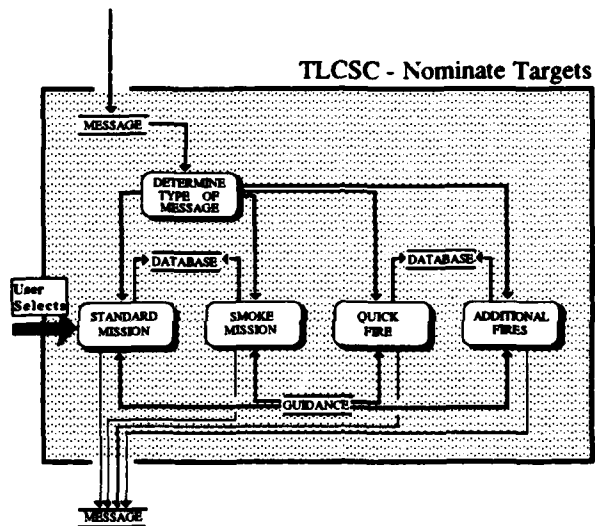 TLCSC - Nominate Targets
MESSAGE
DETERMINE
TYPE OF
MESSAGE
DATABASE
DATABASE
User
Selects
STANDARD
MISSION
SMOKE
MISSION
QUICK
FIRE
ADDITIONAL
FIRES
GUIDANCE
MESSAGE